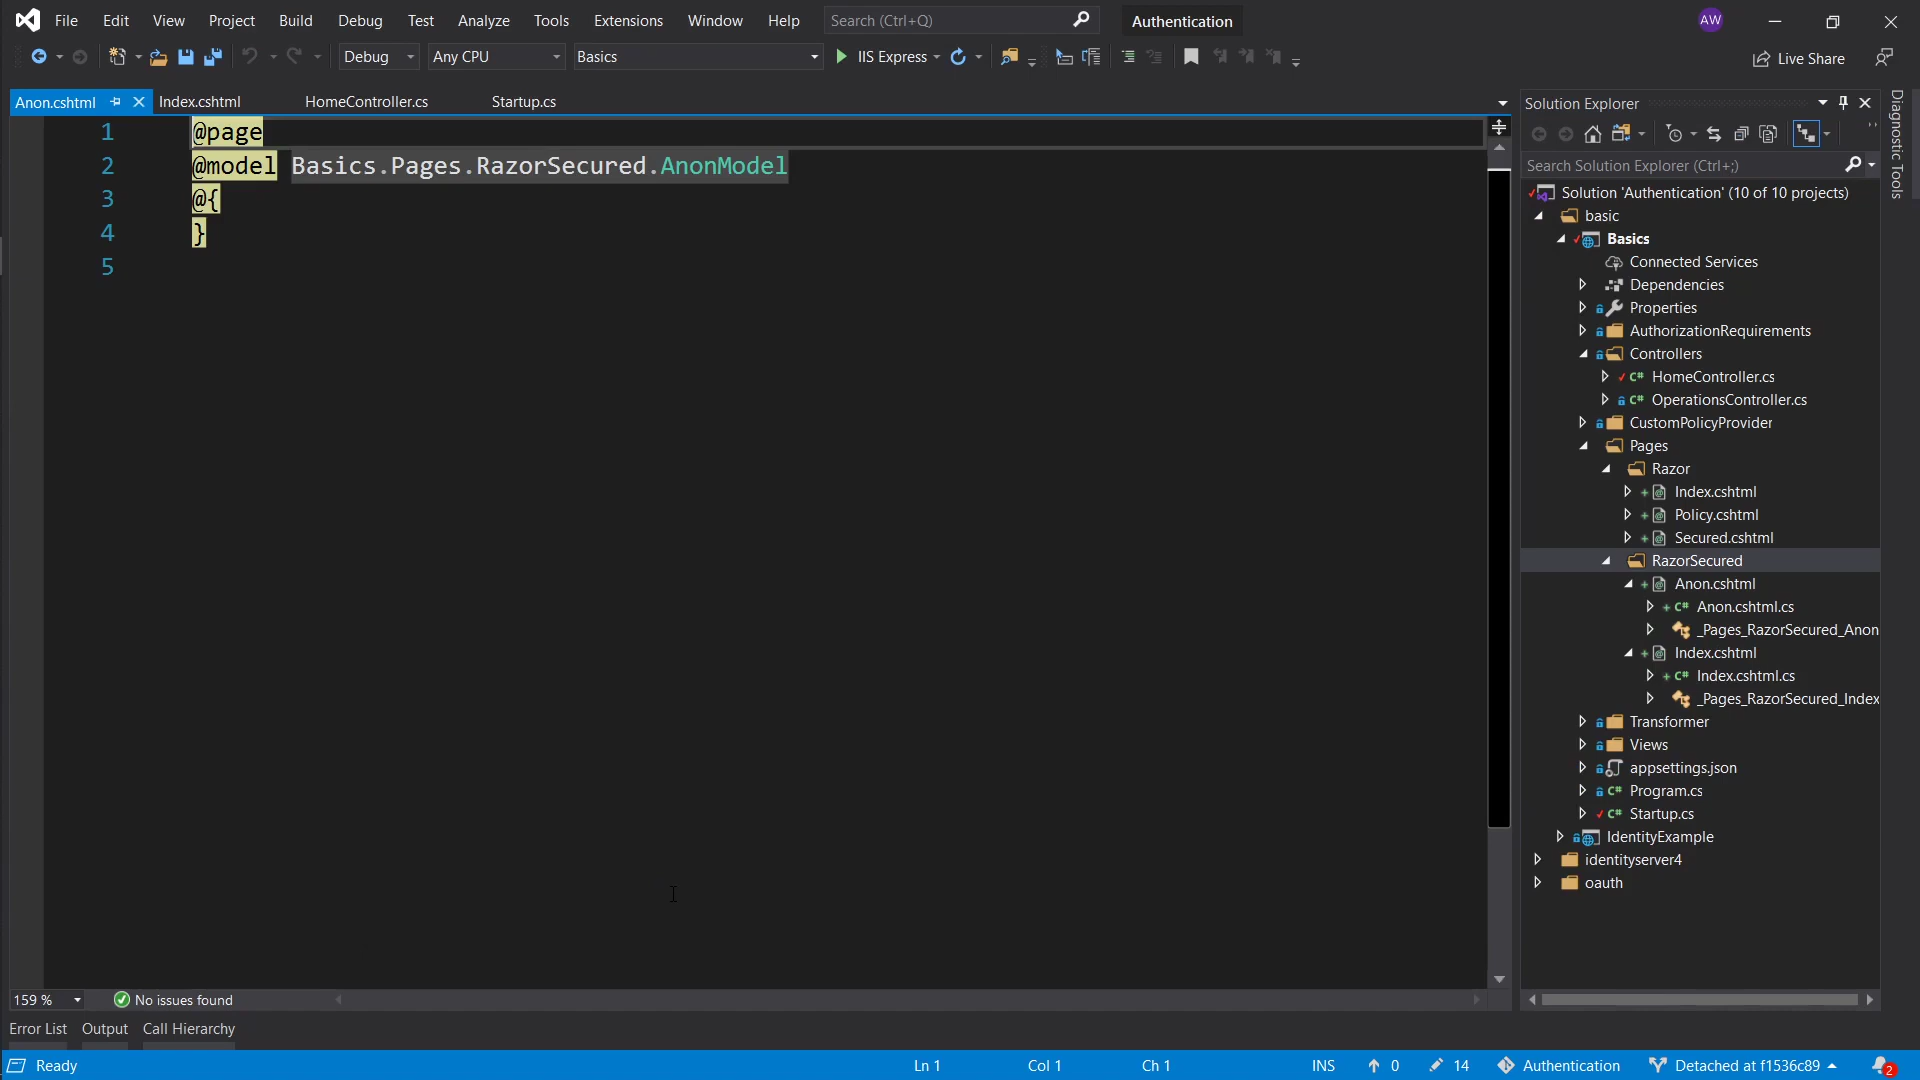 File Edit View Project Build Debug Test Analyze Tools Extensions Window Help Search (Ctrl+Q) Authentication AW
Debug Any CPU Basics IIS Express Live Share
Anon.cshtml Index.cshtml HomeController.cs Startup.cs
1 @page
2 @model Basics.Pages.RazorSecured.AnonModel
3 @{
4 }
5
159 % No issues found
Solution Explorer
Search Solution Explorer (Ctrl+;)
Solution 'Authentication' (10 of 10 projects)
basic
Basics
Connected Services
Dependencies
Properties
AuthorizationRequirements
Controllers
C# HomeController.cs
C# OperationsController.cs
CustomPolicyProvider
Pages
Razor
Index.cshtml
Policy.cshtml
Secured.cshtml
RazorSecured
Anon.cshtml
C# Anon.cshtml.cs
_Pages_RazorSecured_Anon
Index.cshtml
C# Index.cshtml.cs
_Pages_RazorSecured_Index
Transformer
Views
appsettings.json
C# Program.cs
C# Startup.cs
IdentityExample
identityserver4
oauth
Diagnostic Tools
Error List Output Call Hierarchy
Ready Ln 1 Col 1 Ch 1 INS 0 14 Authentication Detached at f1536c89 2